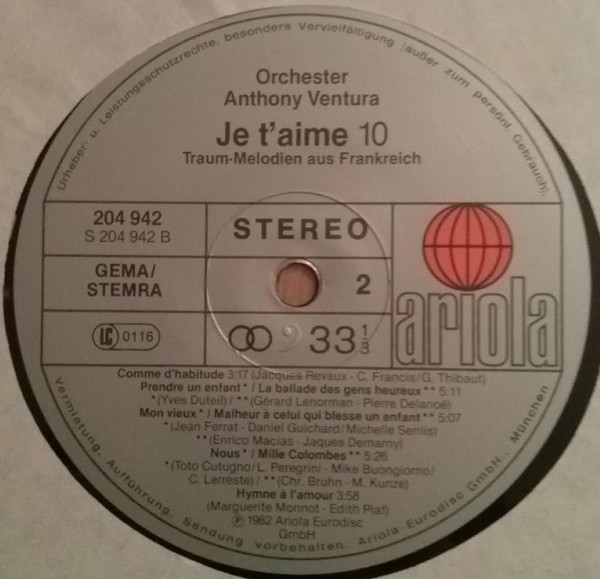 Urheber- u. Leistungsschutzrechte, besonders Vervielfältigung (außer zum persönl. Gebrauch),
Orchester
Anthony Ventura
Je t'aime 10
Traum-Melodien aus Frankreich
204 942
S 204 942 B
STEREO
GEMA/
STEMRA
2
LC 0116
33 1/3
ariola
Comme d'habitude 3:17 (Jacques Revaux - C. Francis/G. Thibaut)
Prendre un enfant* / La ballade des gens heureux** 5:11
*(Yves Duteil)/**(Gérard Lenorman - Pierre Delanoë)
Mon vieux* / Malheur à celui qui blesse un enfant** 5:07
*(Jean Ferrat - Daniel Guichard/Michelle Senlis)
**(Enrico Macias - Jaques Demarny)
Nous* / Mille Colombes** 5:26
*(Toto Cutugno/L. Peregrini - Mike Buongiorno/
C. Lerreste)/**(Chr. Bruhn - M. Kunze)
Hymne à l'amour 3:58
(Marguerite Monnot - Edith Piaf)
℗ 1982 Ariola Eurodisc
GmbH
Vermietung, Aufführung, Sendung vorbehalten. Ariola-Eurodisc GmbH., München